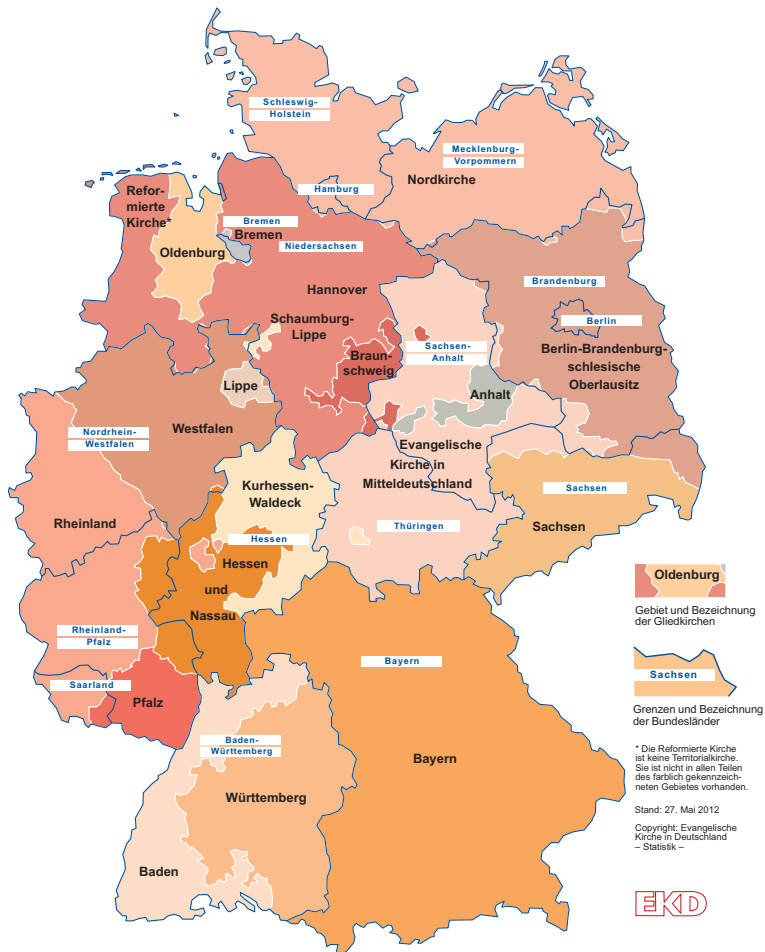 Schleswig-
Holstein
Mecklenburg-
Vorpommern
Nordkirche
Hamburg
Refor-
mierte
Kirche*
Bremen
Bremen
Oldenburg
Niedersachsen
Brandenburg
Hannover
Schaumburg-
Lippe
Berlin
Sachsen-
Anhalt
Braun-
schweig
Berlin-Brandenburg-
schlesische
Oberlausitz
Lippe
Anhalt
Westfalen
Nordrhein-
Westfalen
Evangelische
Kirche in
Mitteldeutschland
Kurhessen-
Waldeck
Sachsen
Rheinland
Thüringen
Sachsen
Hessen
Hessen
und
Nassau
Rheinland-
Pfalz
Saarland
Pfalz
Bayern
Baden-
Württemberg
Bayern
Württemberg
Baden
Oldenburg
Gebiet und Bezeichnung
der Gliedkirchen
Sachsen
Grenzen und Bezeichnung
der Bundesländer
* Die Reformierte Kirche
ist keine Territorialkirche.
Sie ist nicht in allen Teilen
des farblich gekennzeich-
neten Gebietes vorhanden.
Stand: 27. Mai 2012
Copyright: Evangelische
Kirche in Deutschland
– Statistik –
EKD